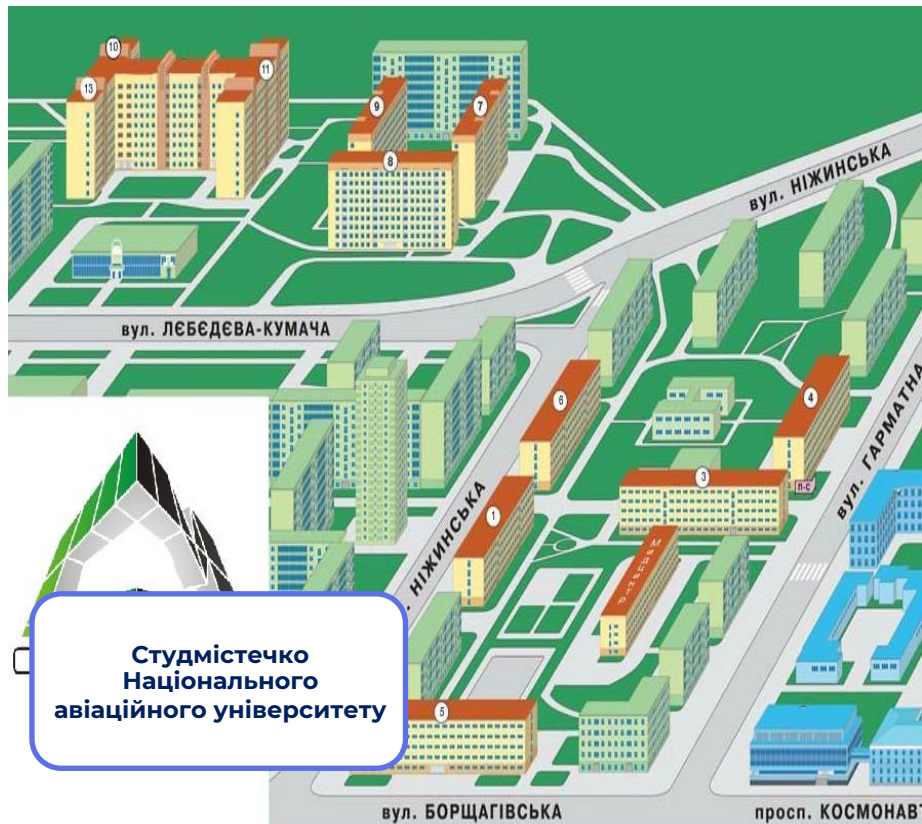 10
11
13
9
7
8
вул. НІЖИНСЬКА
вул. ЛЄБЄДЄВА-КУМАЧА
6
4
вул. ГАРМАТНА
3
П-С
1
Медцентр
НІЖИНСЬКА
Студмістечко
Національного
авіаційного університету
5
вул. БОРЩАГІВСЬКА
просп. КОСМОНАВТ